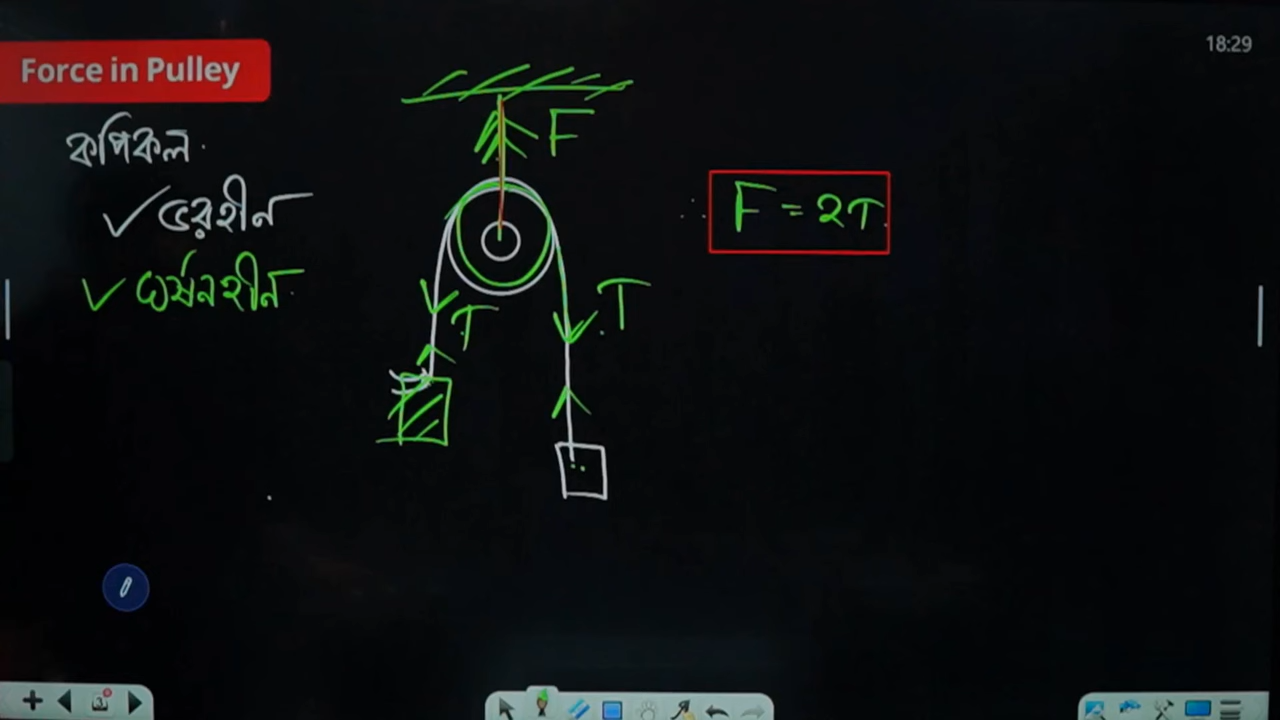 18:29
Force in Pulley
কপিকল
✓ ভরহীন
✓ ঘর্ষনহীন
F
∴ F = 2T
T
T